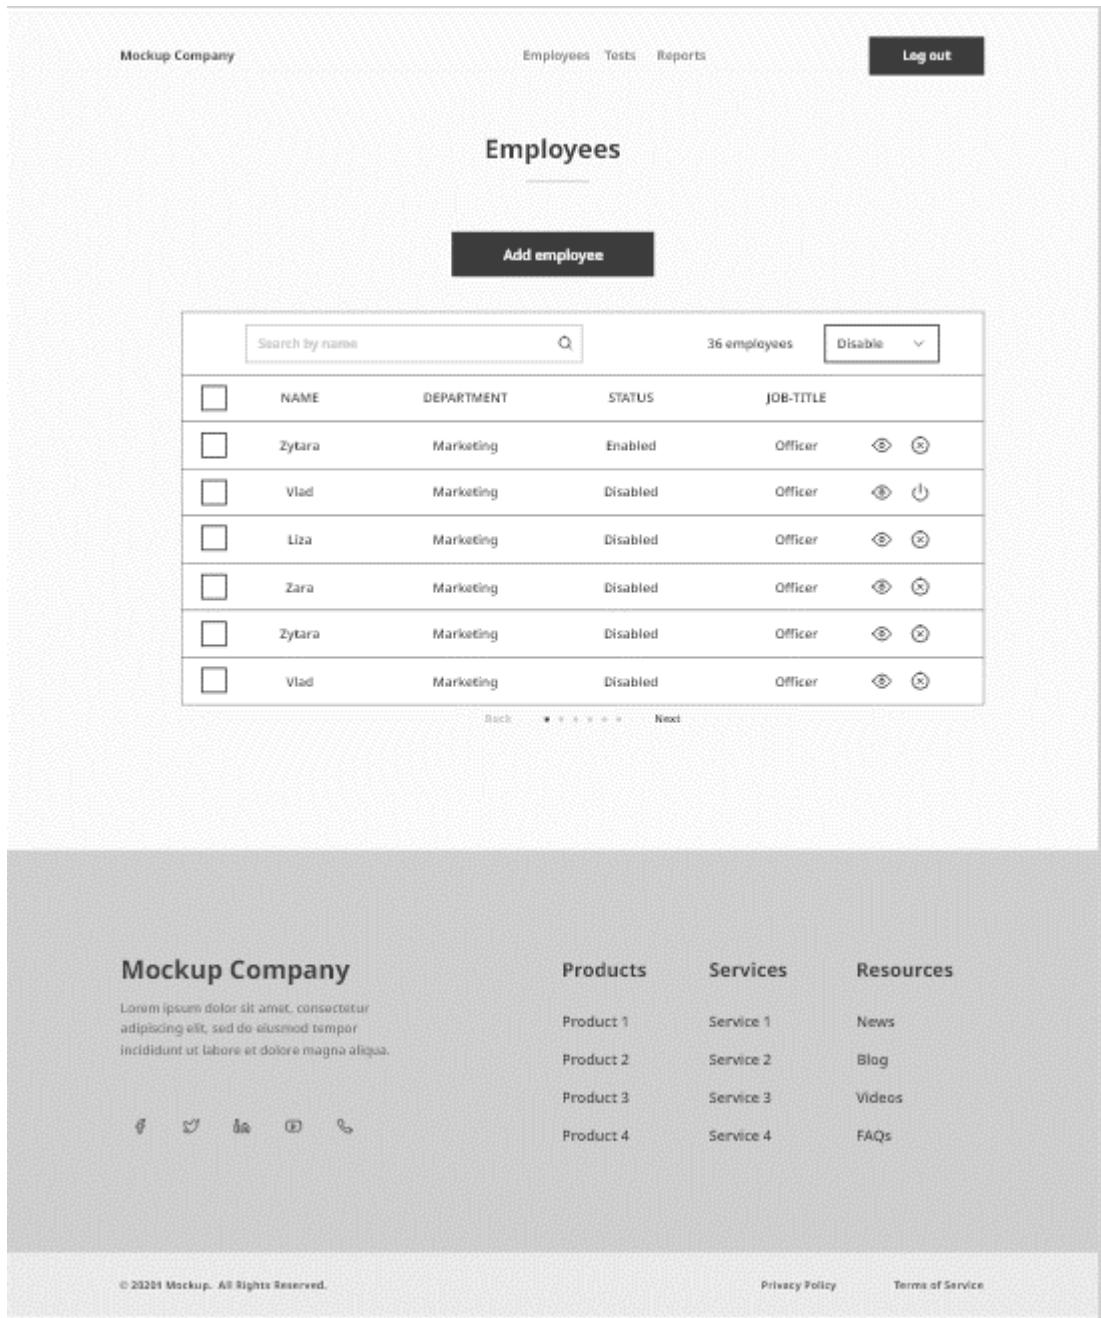 Mockup Company Employees Tests Reports Log out
Employees
Add employee
Search by name 36 employees Disable
NAME DEPARTMENT STATUS JOB-TITLE
Zytara Marketing Enabled Officer
Vlad Marketing Disabled Officer
Liza Marketing Disabled Officer
Zara Marketing Disabled Officer
Zytara Marketing Disabled Officer
Vlad Marketing Disabled Officer
Back Next
Mockup Company
Lorem ipsum dolor sit amet, consectetur
adipiscing elit, sed do eiusmod tempor
incididunt ut labore et dolore magna aliqua.
Products Services Resources
Product 1 Service 1 News
Product 2 Service 2 Blog
Product 3 Service 3 Videos
Product 4 Service 4 FAQs
© 20201 Mockup. All Rights Reserved. Privacy Policy Terms of Service